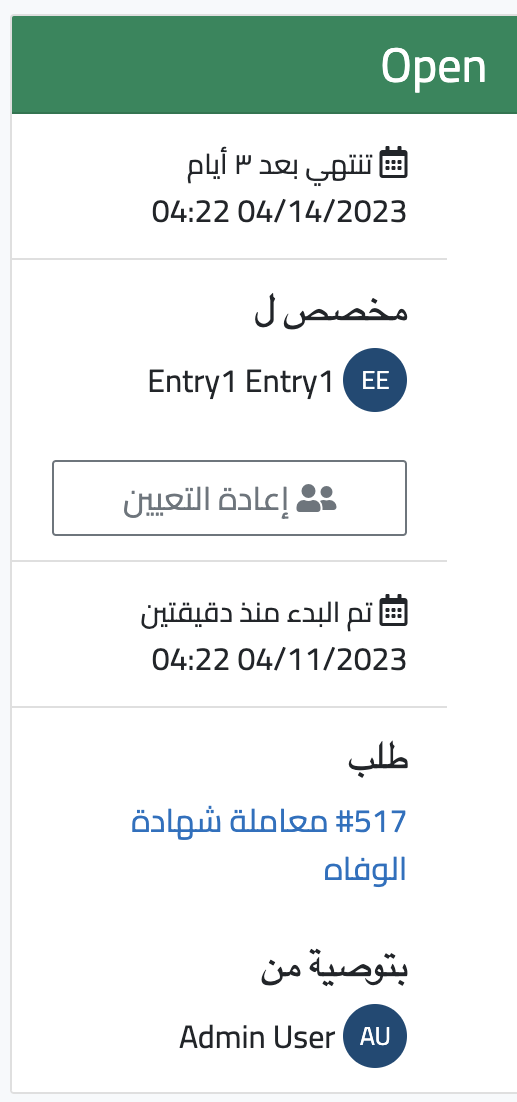 Open
تنتهي بعد ٣ أيام
04:22 04/14/2023
مخصص ل
EE Entry1 Entry1
إعادة التعيين
تم البدء منذ دقيقتين
04:22 04/11/2023
طلب
#517 معاملة شهادة
الوفاه
بتوصية من
AU Admin User